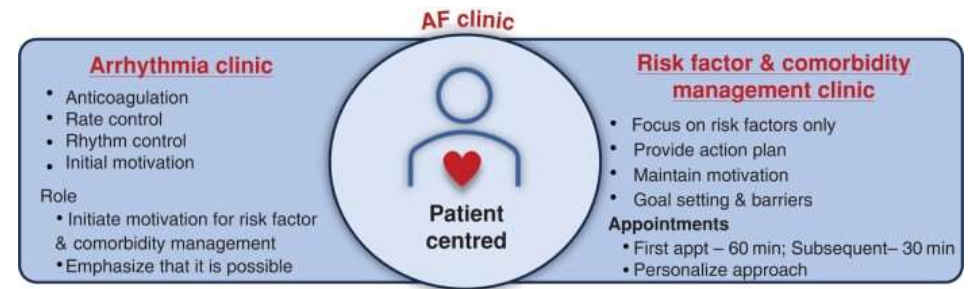 AF clinic
Arrhythmia clinic
• Anticoagulation
• Rate control
• Rhythm control
• Initial motivation
Role
• Initiate motivation for risk factor
& comorbidity management
• Emphasize that it is possible
Patient
centred
Risk factor & comorbidity
management clinic
• Focus on risk factors only
• Provide action plan
• Maintain motivation
• Goal setting & barriers
Appointments
• First appt – 60 min; Subsequent– 30 min
• Personalize approach